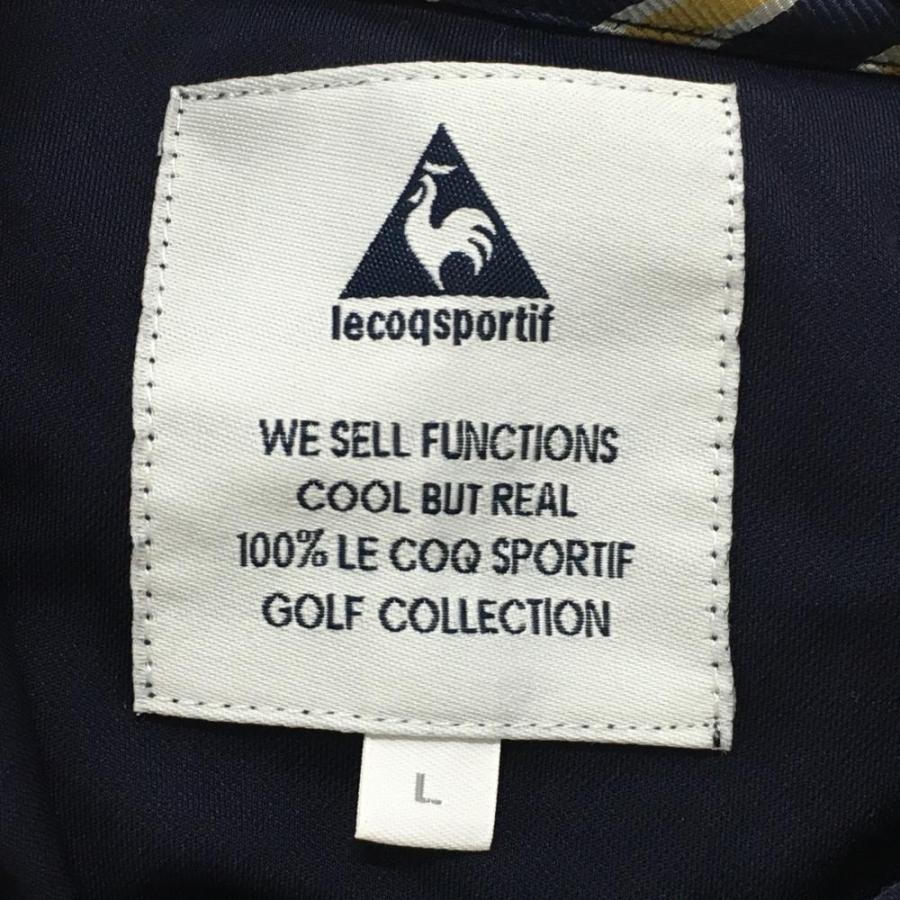 lecoqsportif
WE SELL FUNCTIONS
COOL BUT REAL
100% LE COQ SPORTIF
GOLF COLLECTION
L